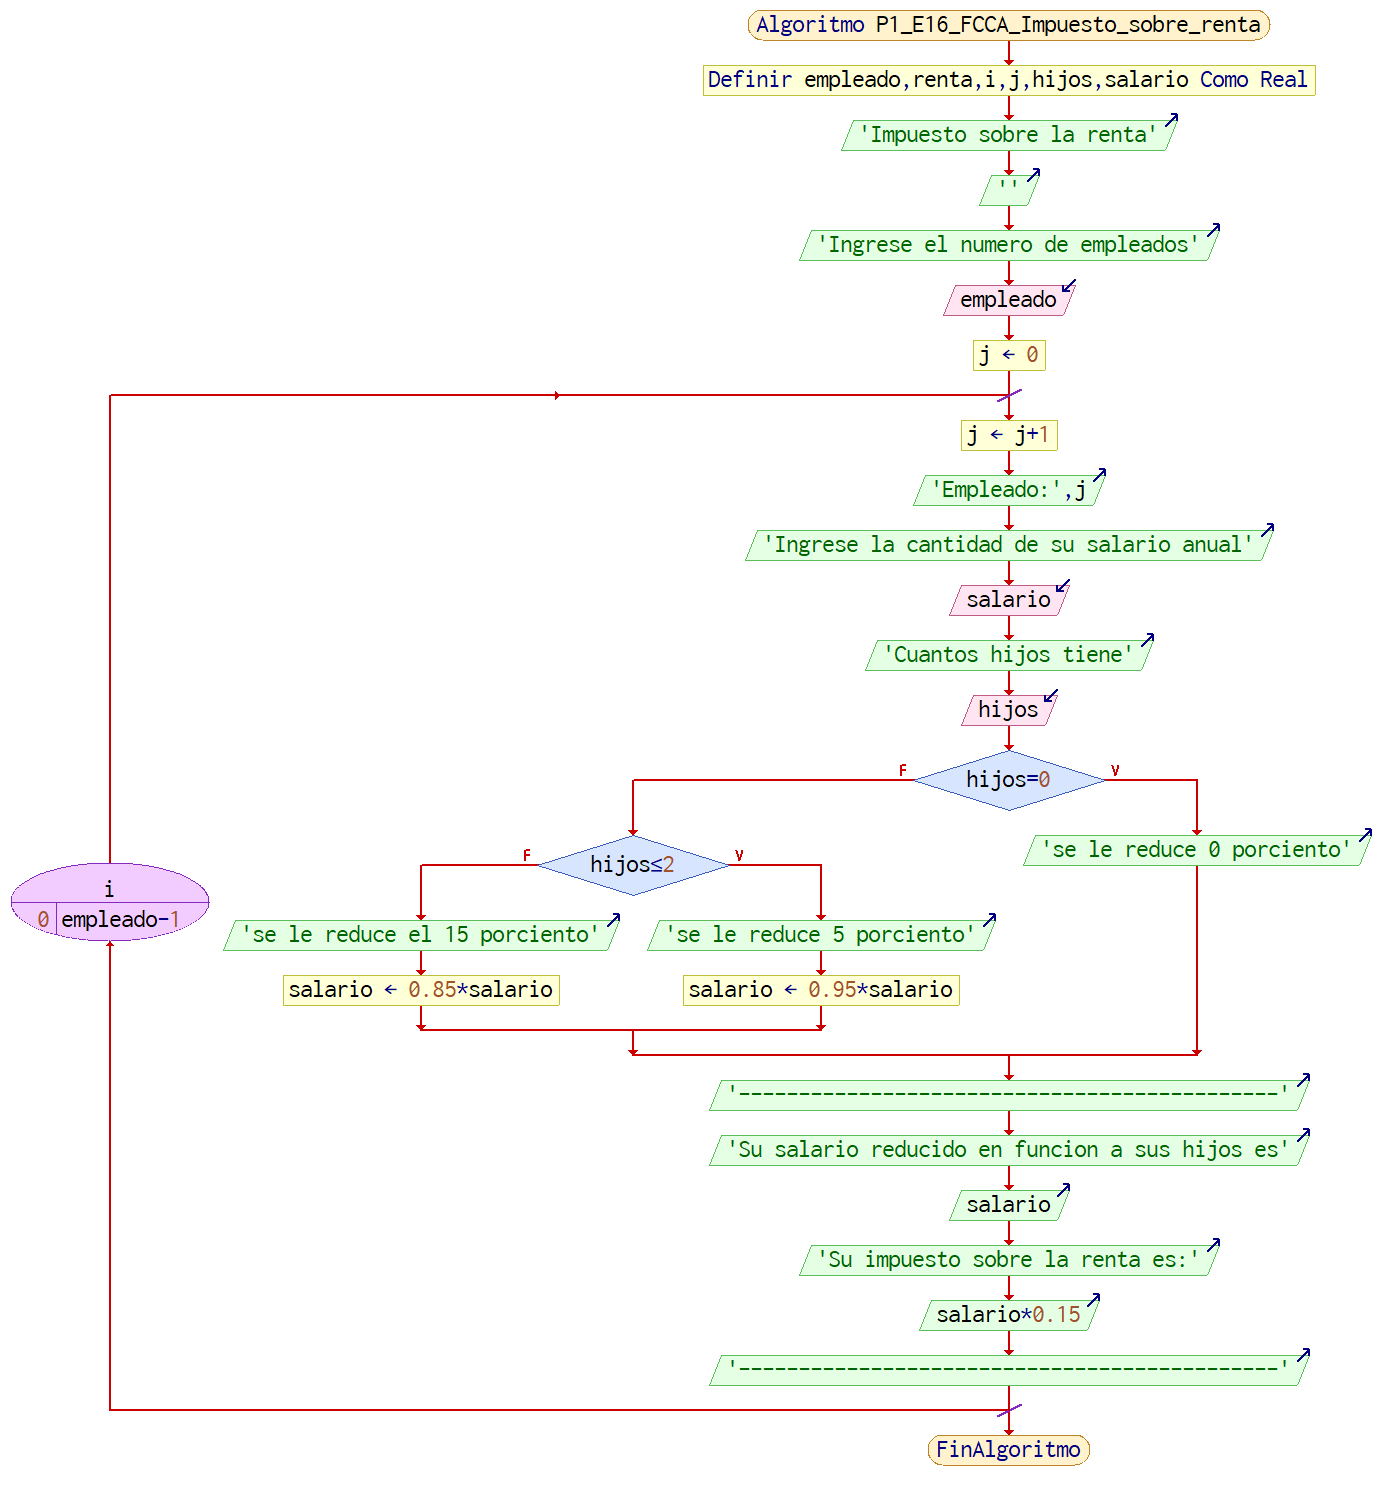 Algoritmo P1_E16_FCCA_Impuesto_sobre_renta
Definir empleado,renta,i,j,hijos,salario Como Real
'Impuesto sobre la renta'
''
'Ingrese el numero de empleados'
empleado
j ← 0
j ← j+1
'Empleado:',j
'Ingrese la cantidad de su salario anual'
salario
'Cuantos hijos tiene'
hijos
F
hijos=0
V
F
hijos≤2
V
'se le reduce 0 porciento'
i
0 empleado-1
'se le reduce el 15 porciento'
'se le reduce 5 porciento'
salario ← 0.85*salario
salario ← 0.95*salario
'---------------------------------------------'
'Su salario reducido en funcion a sus hijos es'
salario
'Su impuesto sobre la renta es:'
salario*0.15
'---------------------------------------------'
FinAlgoritmo